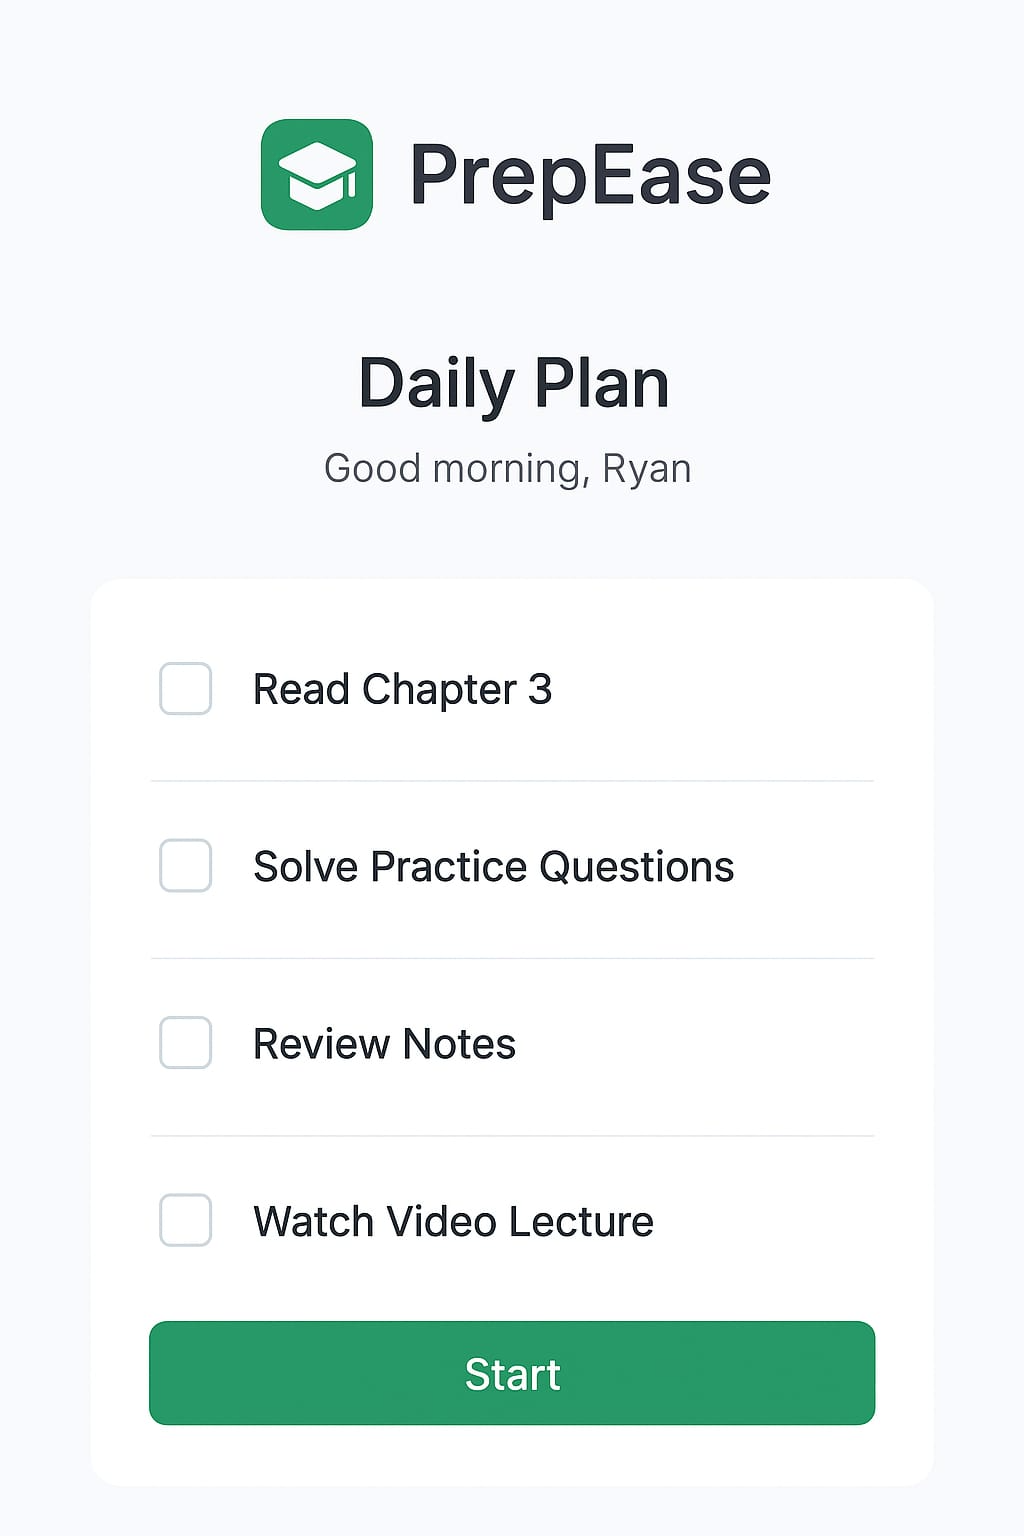 PrepEase
Daily Plan
Good morning, Ryan
Read Chapter 3
Solve Practice Questions
Review Notes
Watch Video Lecture
Start